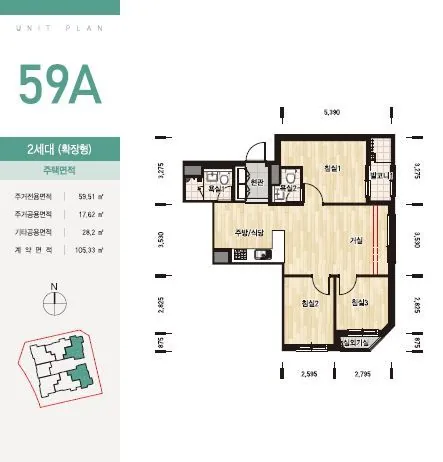 UNIT PLAN
59A
2세대 (확장형)
주택면적
주거전용면적 59.51 ㎡
주거공용면적 17.62 ㎡
기타공용면적 28.2 ㎡
계 약 면 적 105.33 ㎡
N
5,390
3,275
3,530
2,825
875
욕실1
현관
욕실2
침실1
발코니
주방/식당
거실
침실2
침실3
실외기실
3,275
3,530
2,825
875
2,595
2,795